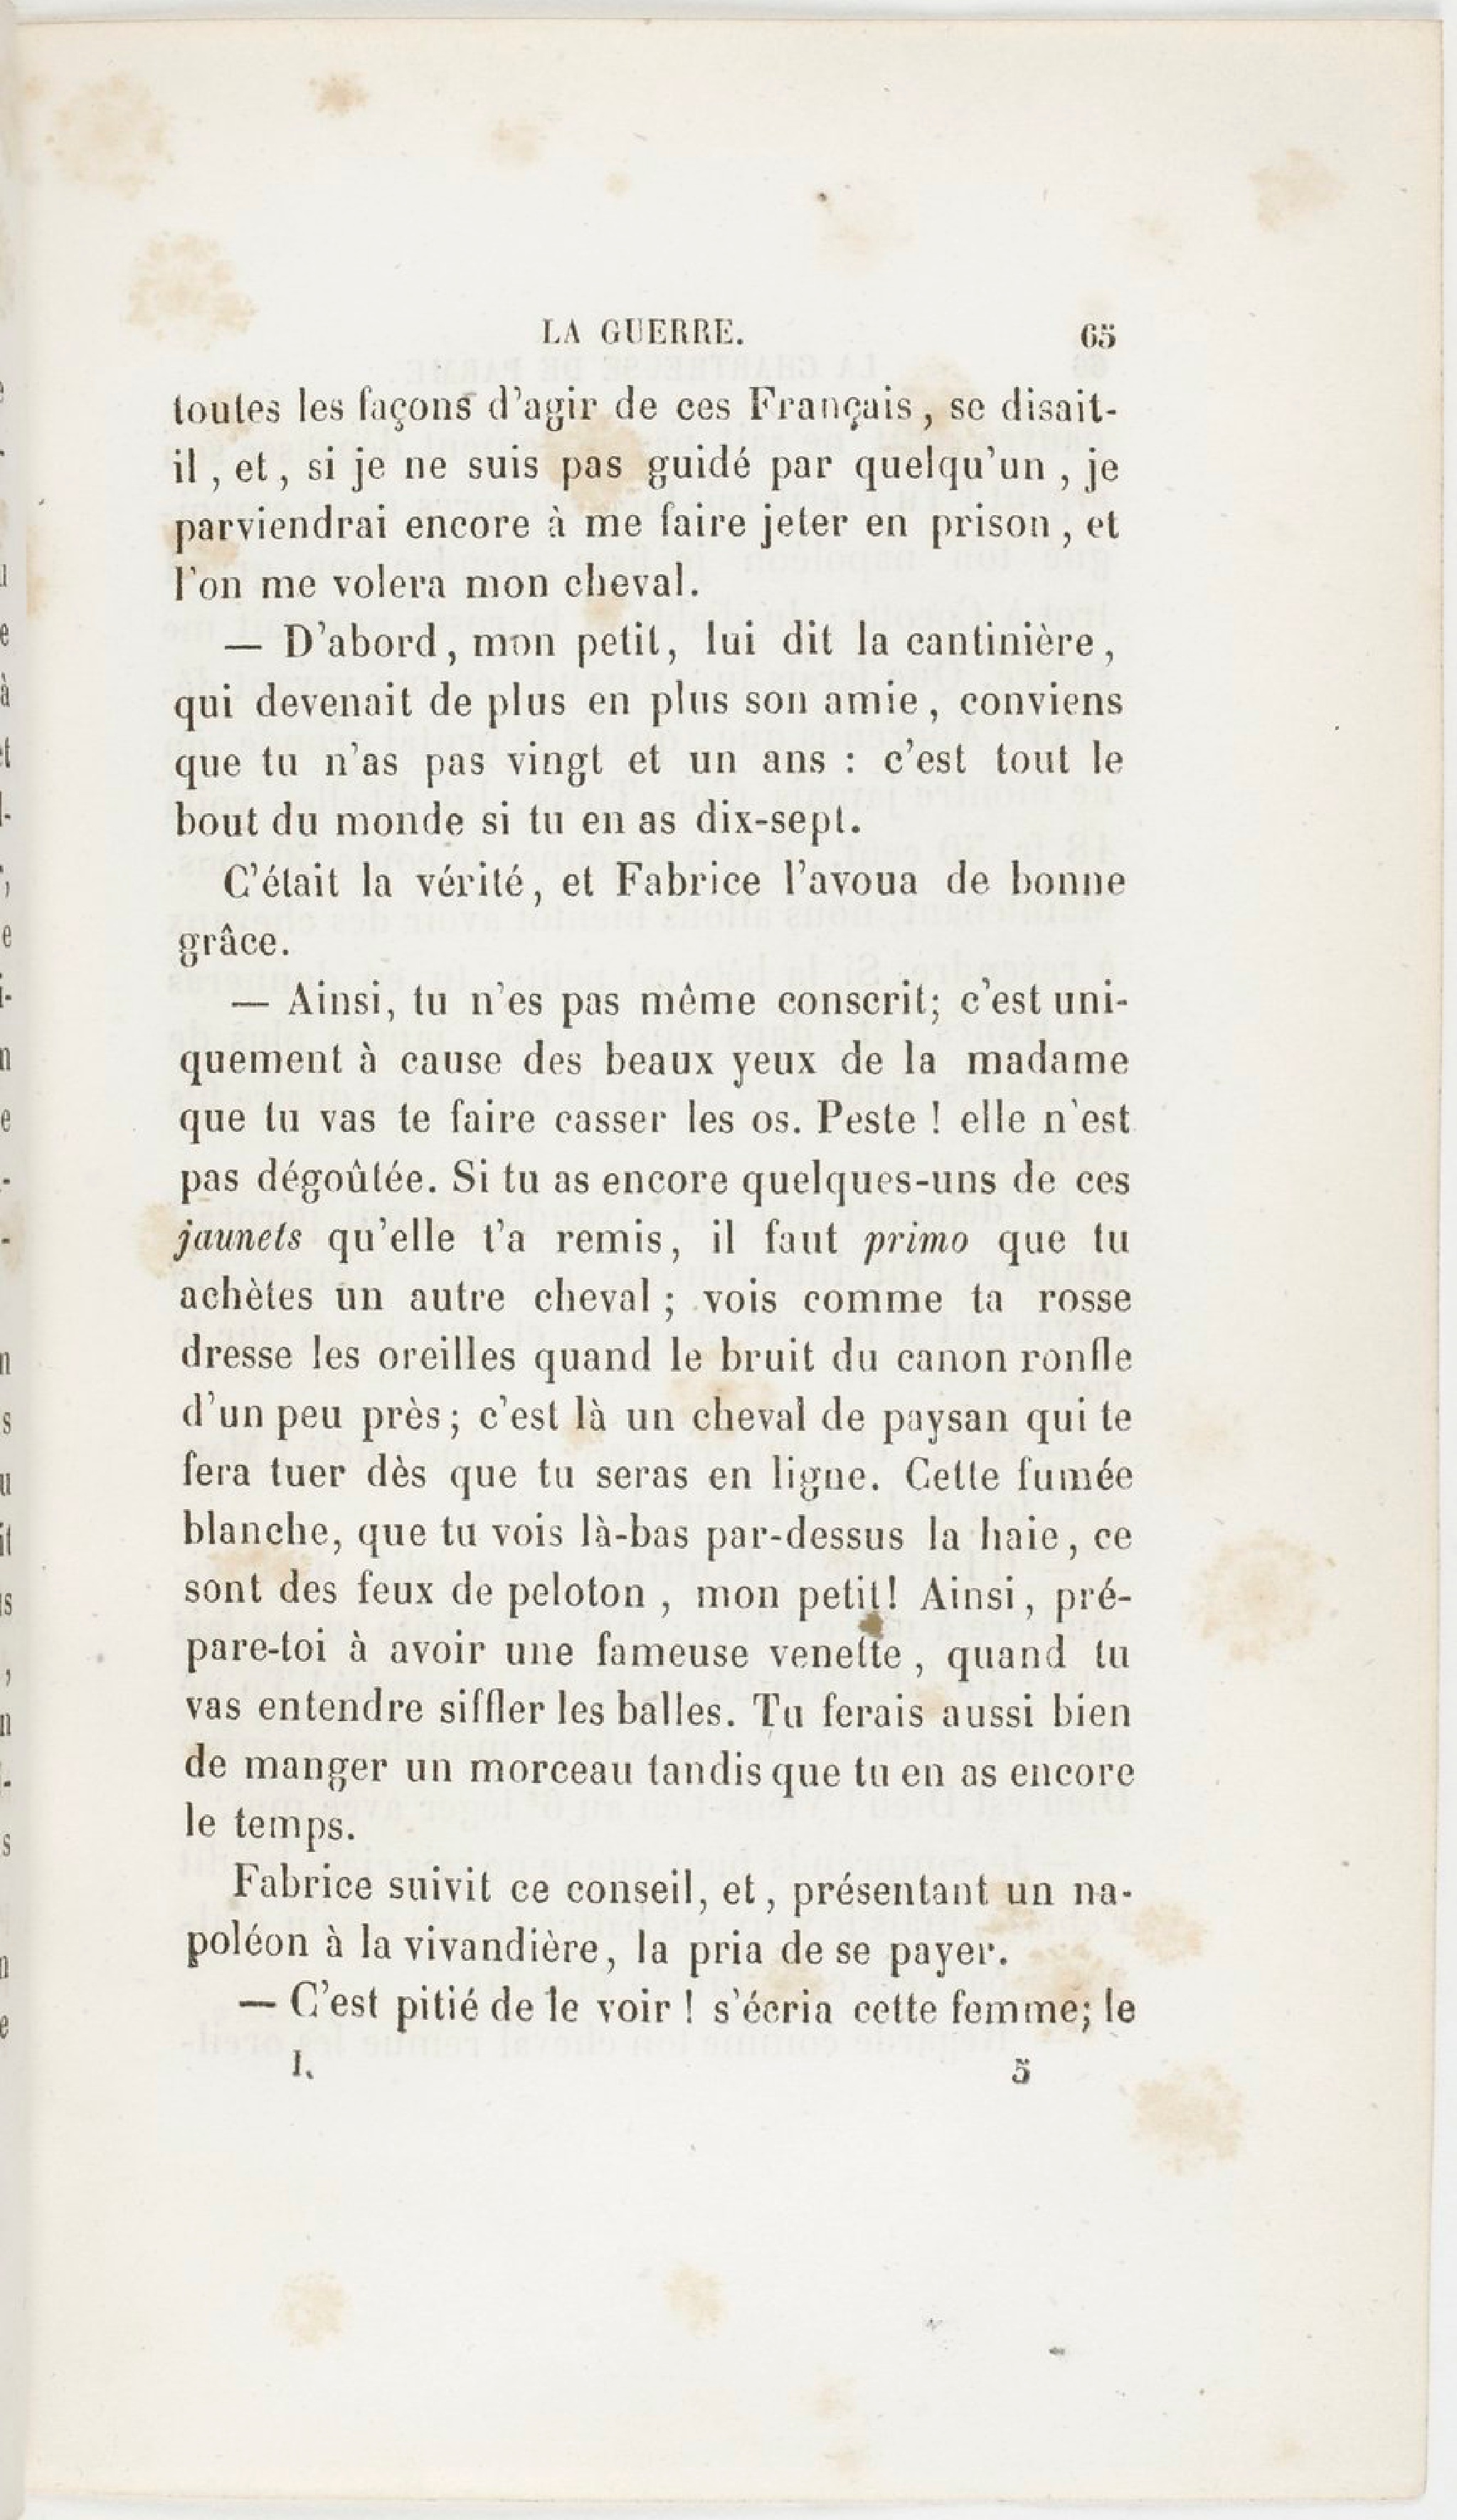 LA GUERRE. 65
toutes les façons d'agir de ces Français, se disait-
il, et, si je ne suis pas guidé par quelqu'un, je
parviendrai encore à me faire jeter en prison, et
l'on me volera mon cheval.
— D'abord, mon petit, lui dit la cantinière,
qui devenait de plus en plus son amie, conviens
que tu n'as pas vingt et un ans : c'est tout le
bout du monde si tu en as dix-sept.
C'était la vérité, et Fabrice l'avoua de bonne
grâce.
— Ainsi, tu n'es pas même conscrit; c'est uni-
quement à cause des beaux yeux de la madame
que tu vas te faire casser les os. Peste ! elle n'est
pas dégoûtée. Si tu as encore quelques-uns de ces
jaunets qu'elle t'a remis, il faut primo que tu
achètes un autre cheval ; vois comme ta rosse
dresse les oreilles quand le bruit du canon ronfle
d'un peu près ; c'est là un cheval de paysan qui te
fera tuer dès que tu seras en ligne. Cette fumée
blanche, que tu vois là-bas par-dessus la haie, ce
sont des feux de peloton, mon petit! Ainsi, pré-
pare-toi à avoir une fameuse venette, quand tu
vas entendre siffler les balles. Tu ferais aussi bien
de manger un morceau tandis que tu en as encore
le temps.
Fabrice suivit ce conseil, et, présentant un na-
poléon à la vivandière, la pria de se payer.
— C'est pitié de le voir ! s'écria cette femme; le
I. 5